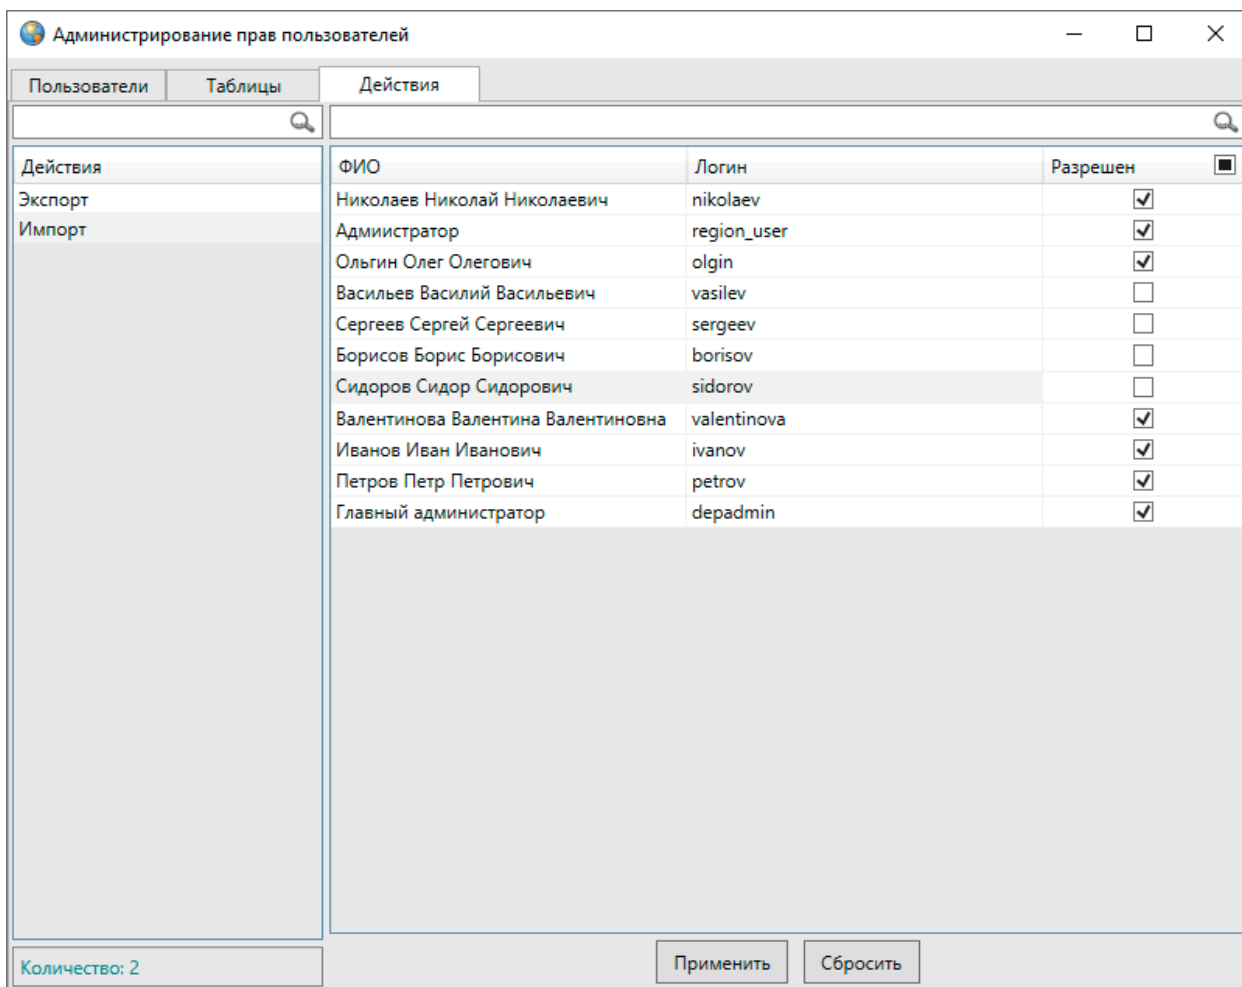 Администрирование прав пользователей
Пользователи Таблицы Действия
Действия
Экспорт
Импорт
ФИО Логин Разрешен
Николаев Николай Николаевич nikolaev
Адмиистратор region_user
Ольгин Олег Олегович olgin
Васильев Василий Васильевич vasilev
Сергеев Сергей Сергеевич sergeev
Борисов Борис Борисович borisov
Сидоров Сидор Сидорович sidorov
Валентинова Валентина Валентиновна valentinova
Иванов Иван Иванович ivanov
Петров Петр Петрович petrov
Главный администратор depadmin
Количество: 2
Применить Сбросить